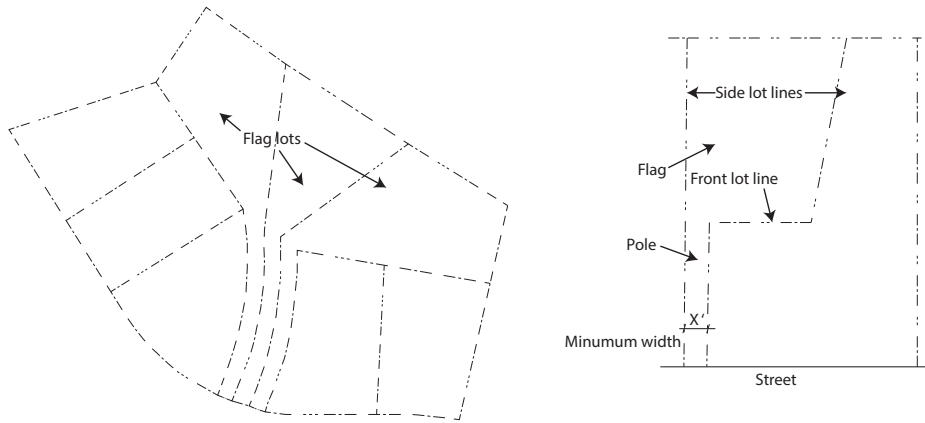 Flag lots
Side lot lines
Flag
Front lot line
Pole
X'
Minumum width
Street